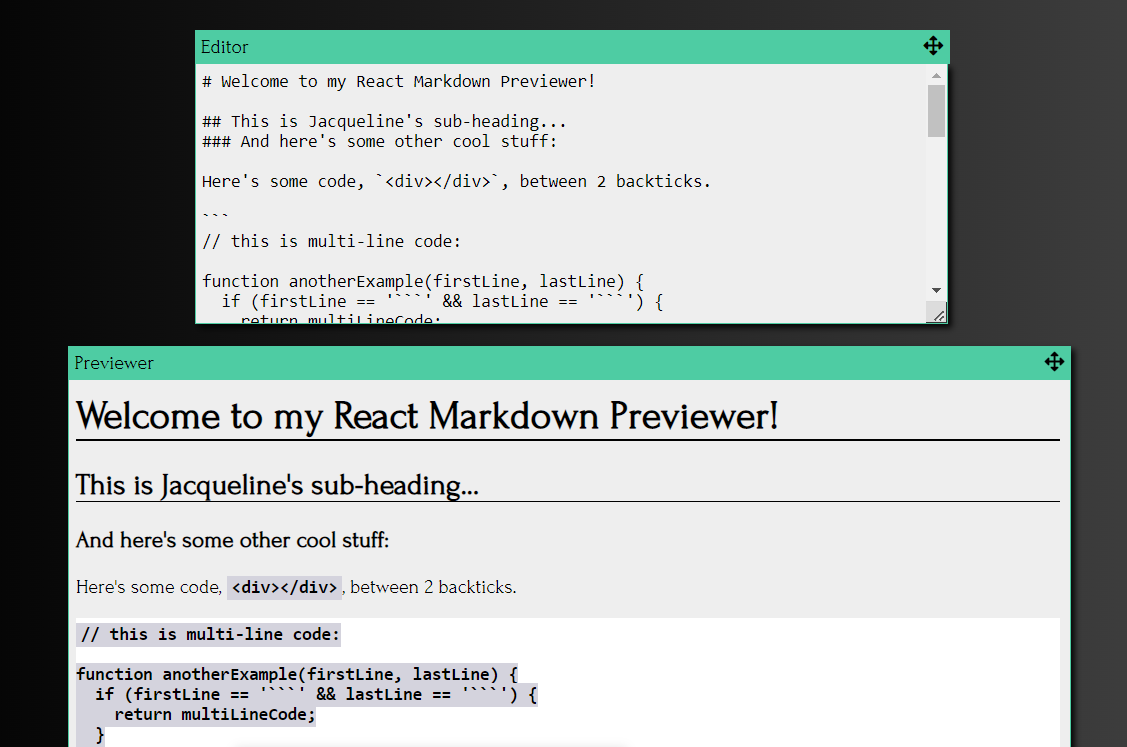 Editor
# Welcome to my React Markdown Previewer!
## This is Jacqueline's sub-heading...
### And here's some other cool stuff:
Here's some code, `<div></div>`, between 2 backticks.
```
// this is multi-line code:
function anotherExample(firstLine, lastLine) {
  if (firstLine == '```' && lastLine == '```') {
    return multiLineCode;
Previewer
Welcome to my React Markdown Previewer!
This is Jacqueline's sub-heading...
And here's some other cool stuff:
Here's some code, <div></div>, between 2 backticks.
// this is multi-line code:
function anotherExample(firstLine, lastLine) {
  if (firstLine == '```' && lastLine == '```') {
    return multiLineCode;
  }